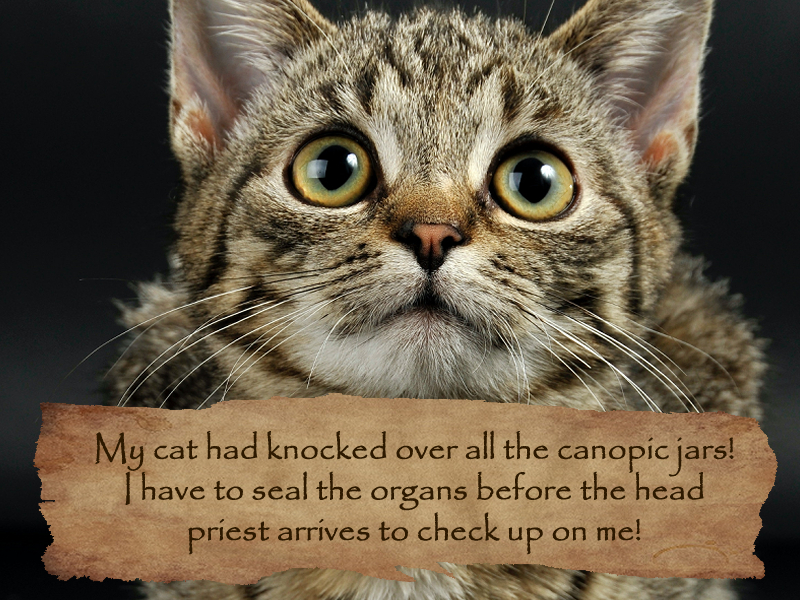 My cat had knocked over all the canopic jars!
I have to seal the organs before the head
priest arrives to check up on me!